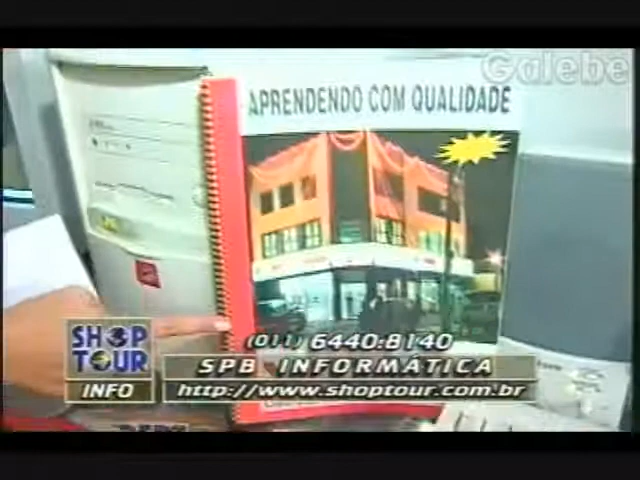 Galebe
APRENDENDO COM QUALIDADE
(011) 6440:8140
SHOP TOUR
SPB INFORMÁTICA
INFO
http://www.shoptour.com.br